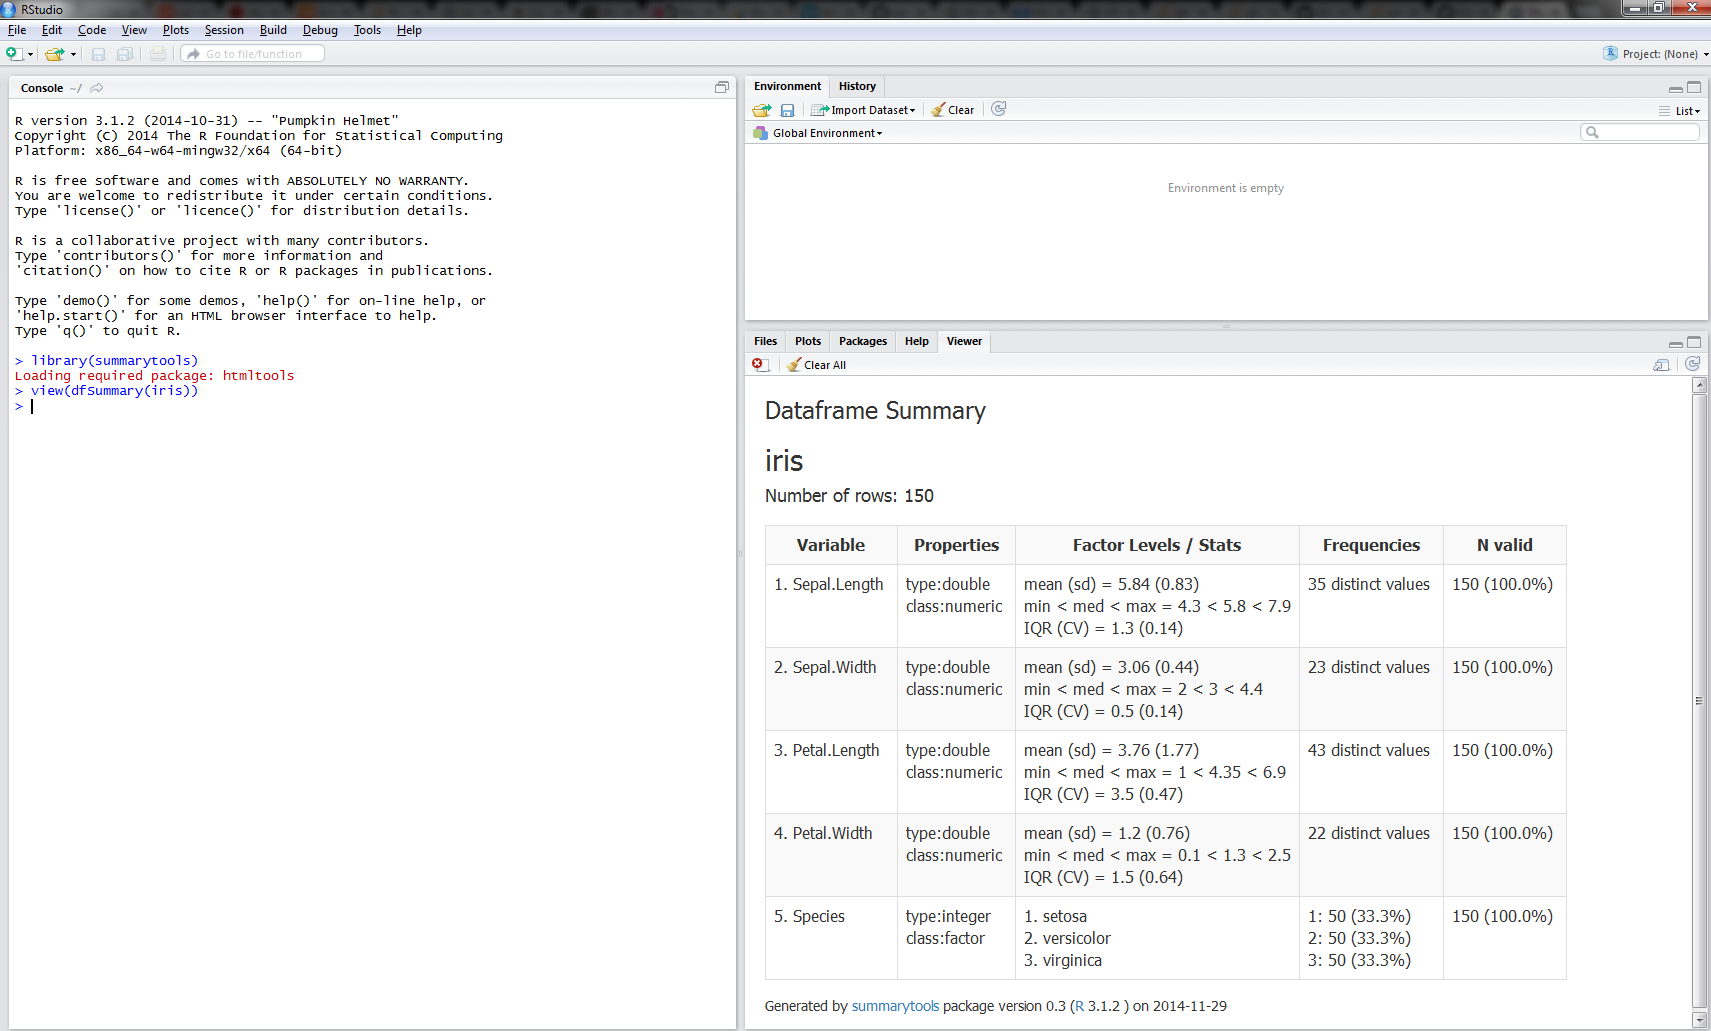 RStudio
File Edit Code View Plots Session Build Debug Tools Help
Go to file/function
Project: (None)
Console ~/
R version 3.1.2 (2014-10-31) -- "Pumpkin Helmet"
Copyright (C) 2014 The R Foundation for Statistical Computing
Platform: x86_64-w64-mingw32/x64 (64-bit)
R is free software and comes with ABSOLUTELY NO WARRANTY.
You are welcome to redistribute it under certain conditions.
Type 'license()' or 'licence()' for distribution details.
R is a collaborative project with many contributors.
Type 'contributors()' for more information and
'citation()' on how to cite R or R packages in publications.
Type 'demo()' for some demos, 'help()' for on-line help, or
'help.start()' for an HTML browser interface to help.
Type 'q()' to quit R.
> library(summarytools)
Loading required package: htmltools
> view(dfSummary(iris))
>
Environment History
Import Dataset Clear List
Global Environment
Environment is empty
Files Plots Packages Help Viewer
Clear All
Dataframe Summary
iris
Number of rows: 150
Variable Properties Factor Levels / Stats Frequencies N valid
1. Sepal.Length type:double mean (sd) = 5.84 (0.83) 35 distinct values 150 (100.0%)
class:numeric min < med < max = 4.3 < 5.8 < 7.9
IQR (CV) = 1.3 (0.14)
2. Sepal.Width type:double mean (sd) = 3.06 (0.44) 23 distinct values 150 (100.0%)
class:numeric min < med < max = 2 < 3 < 4.4
IQR (CV) = 0.5 (0.14)
3. Petal.Length type:double mean (sd) = 3.76 (1.77) 43 distinct values 150 (100.0%)
class:numeric min < med < max = 1 < 4.35 < 6.9
IQR (CV) = 3.5 (0.47)
4. Petal.Width type:double mean (sd) = 1.2 (0.76) 22 distinct values 150 (100.0%)
class:numeric min < med < max = 0.1 < 1.3 < 2.5
IQR (CV) = 1.5 (0.64)
5. Species type:integer 1. setosa 1: 50 (33.3%) 150 (100.0%)
class:factor 2. versicolor 2: 50 (33.3%)
3. virginica 3: 50 (33.3%)
Generated by summarytools package version 0.3 (R 3.1.2 ) on 2014-11-29